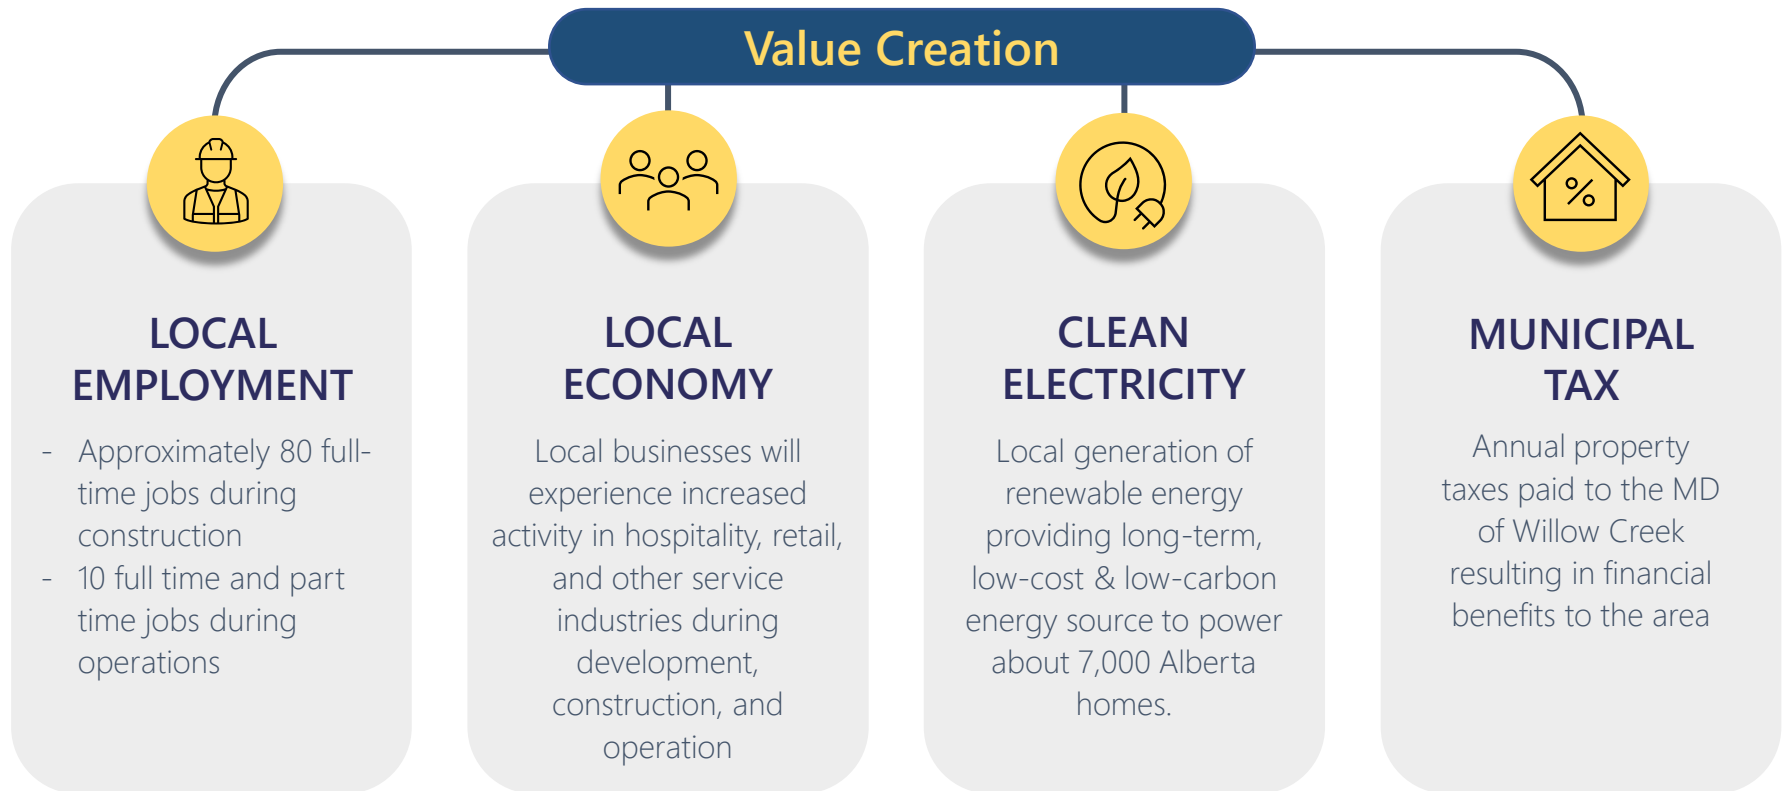 Value Creation
LOCAL
EMPLOYMENT
- Approximately 80 full-
time jobs during
construction
- 10 full time and part
time jobs during
operations
LOCAL
ECONOMY
Local businesses will
experience increased
activity in hospitality, retail,
and other service
industries during
development,
construction, and
operation
CLEAN
ELECTRICITY
Local generation of
renewable energy
providing long-term,
low-cost & low-carbon
energy source to power
about 7,000 Alberta
homes.
MUNICIPAL
TAX
Annual property
taxes paid to the MD
of Willow Creek
resulting in financial
benefits to the area